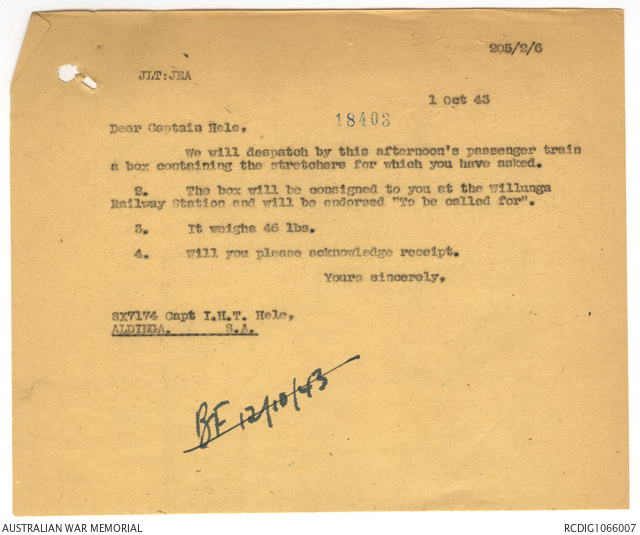 205/2/6
JLT:JEA
1 Oct 43
18403
Dear Captain Hele,
We will despatch by this afternoon's passenger train
a box containing the stretchers for which you have asked.
2. The box will be consigned to you at the Willunga
Railway Station and will be endorsed "To be called for".
3. It weighs 46 lbs.
4. Will you please acknowledge receipt.
Yours sincerely,
SX7174 Capt I.H.T. Hele,
ALDINGA. S.A.
BF 12/10/43
AUSTRALIAN WAR MEMORIAL
RCDIG1066007